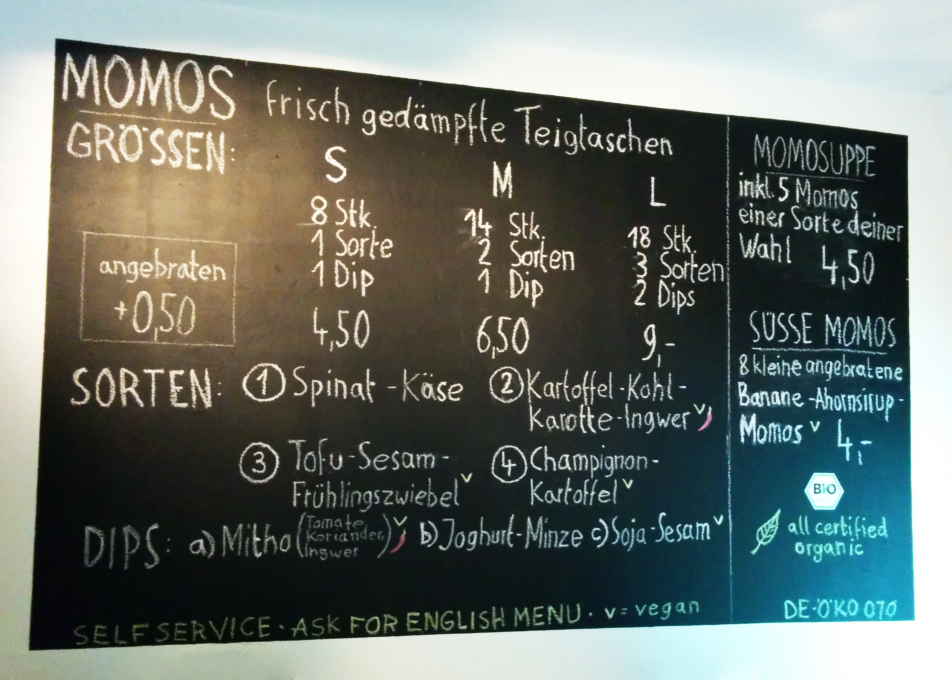 MOMOS frisch gedämpfte Teigtaschen
GRÖSSEN:
S M L
8 Stk. 14 Stk. 18 Stk.
1 Sorte 2 Sorten 3 Sorten
1 Dip 1 Dip 2 Dips
4,50 6,50 9,-
angebraten
+0,50
SORTEN: 1 Spinat-Käse 2 Kartoffel-Kohl-
Karotte-Ingwer v
3 Tofu-Sesam- 4 Champignon-
Frühlingszwiebel v Kartoffel v
DIPS: a) Mitho (Tomate, Koriander, Ingwer) v b) Joghurt-Minze c) Soja-Sesam v
SELF SERVICE · ASK FOR ENGLISH MENU · v = vegan
MOMOSUPPE
inkl. 5 Momos
einer Sorte deiner
Wahl 4,50
SÜSSE MOMOS
8 kleine angebratene
Banane-Ahornsirup-
Momos v 4,-
BIO
all certified
organic
DE-ÖKO 070